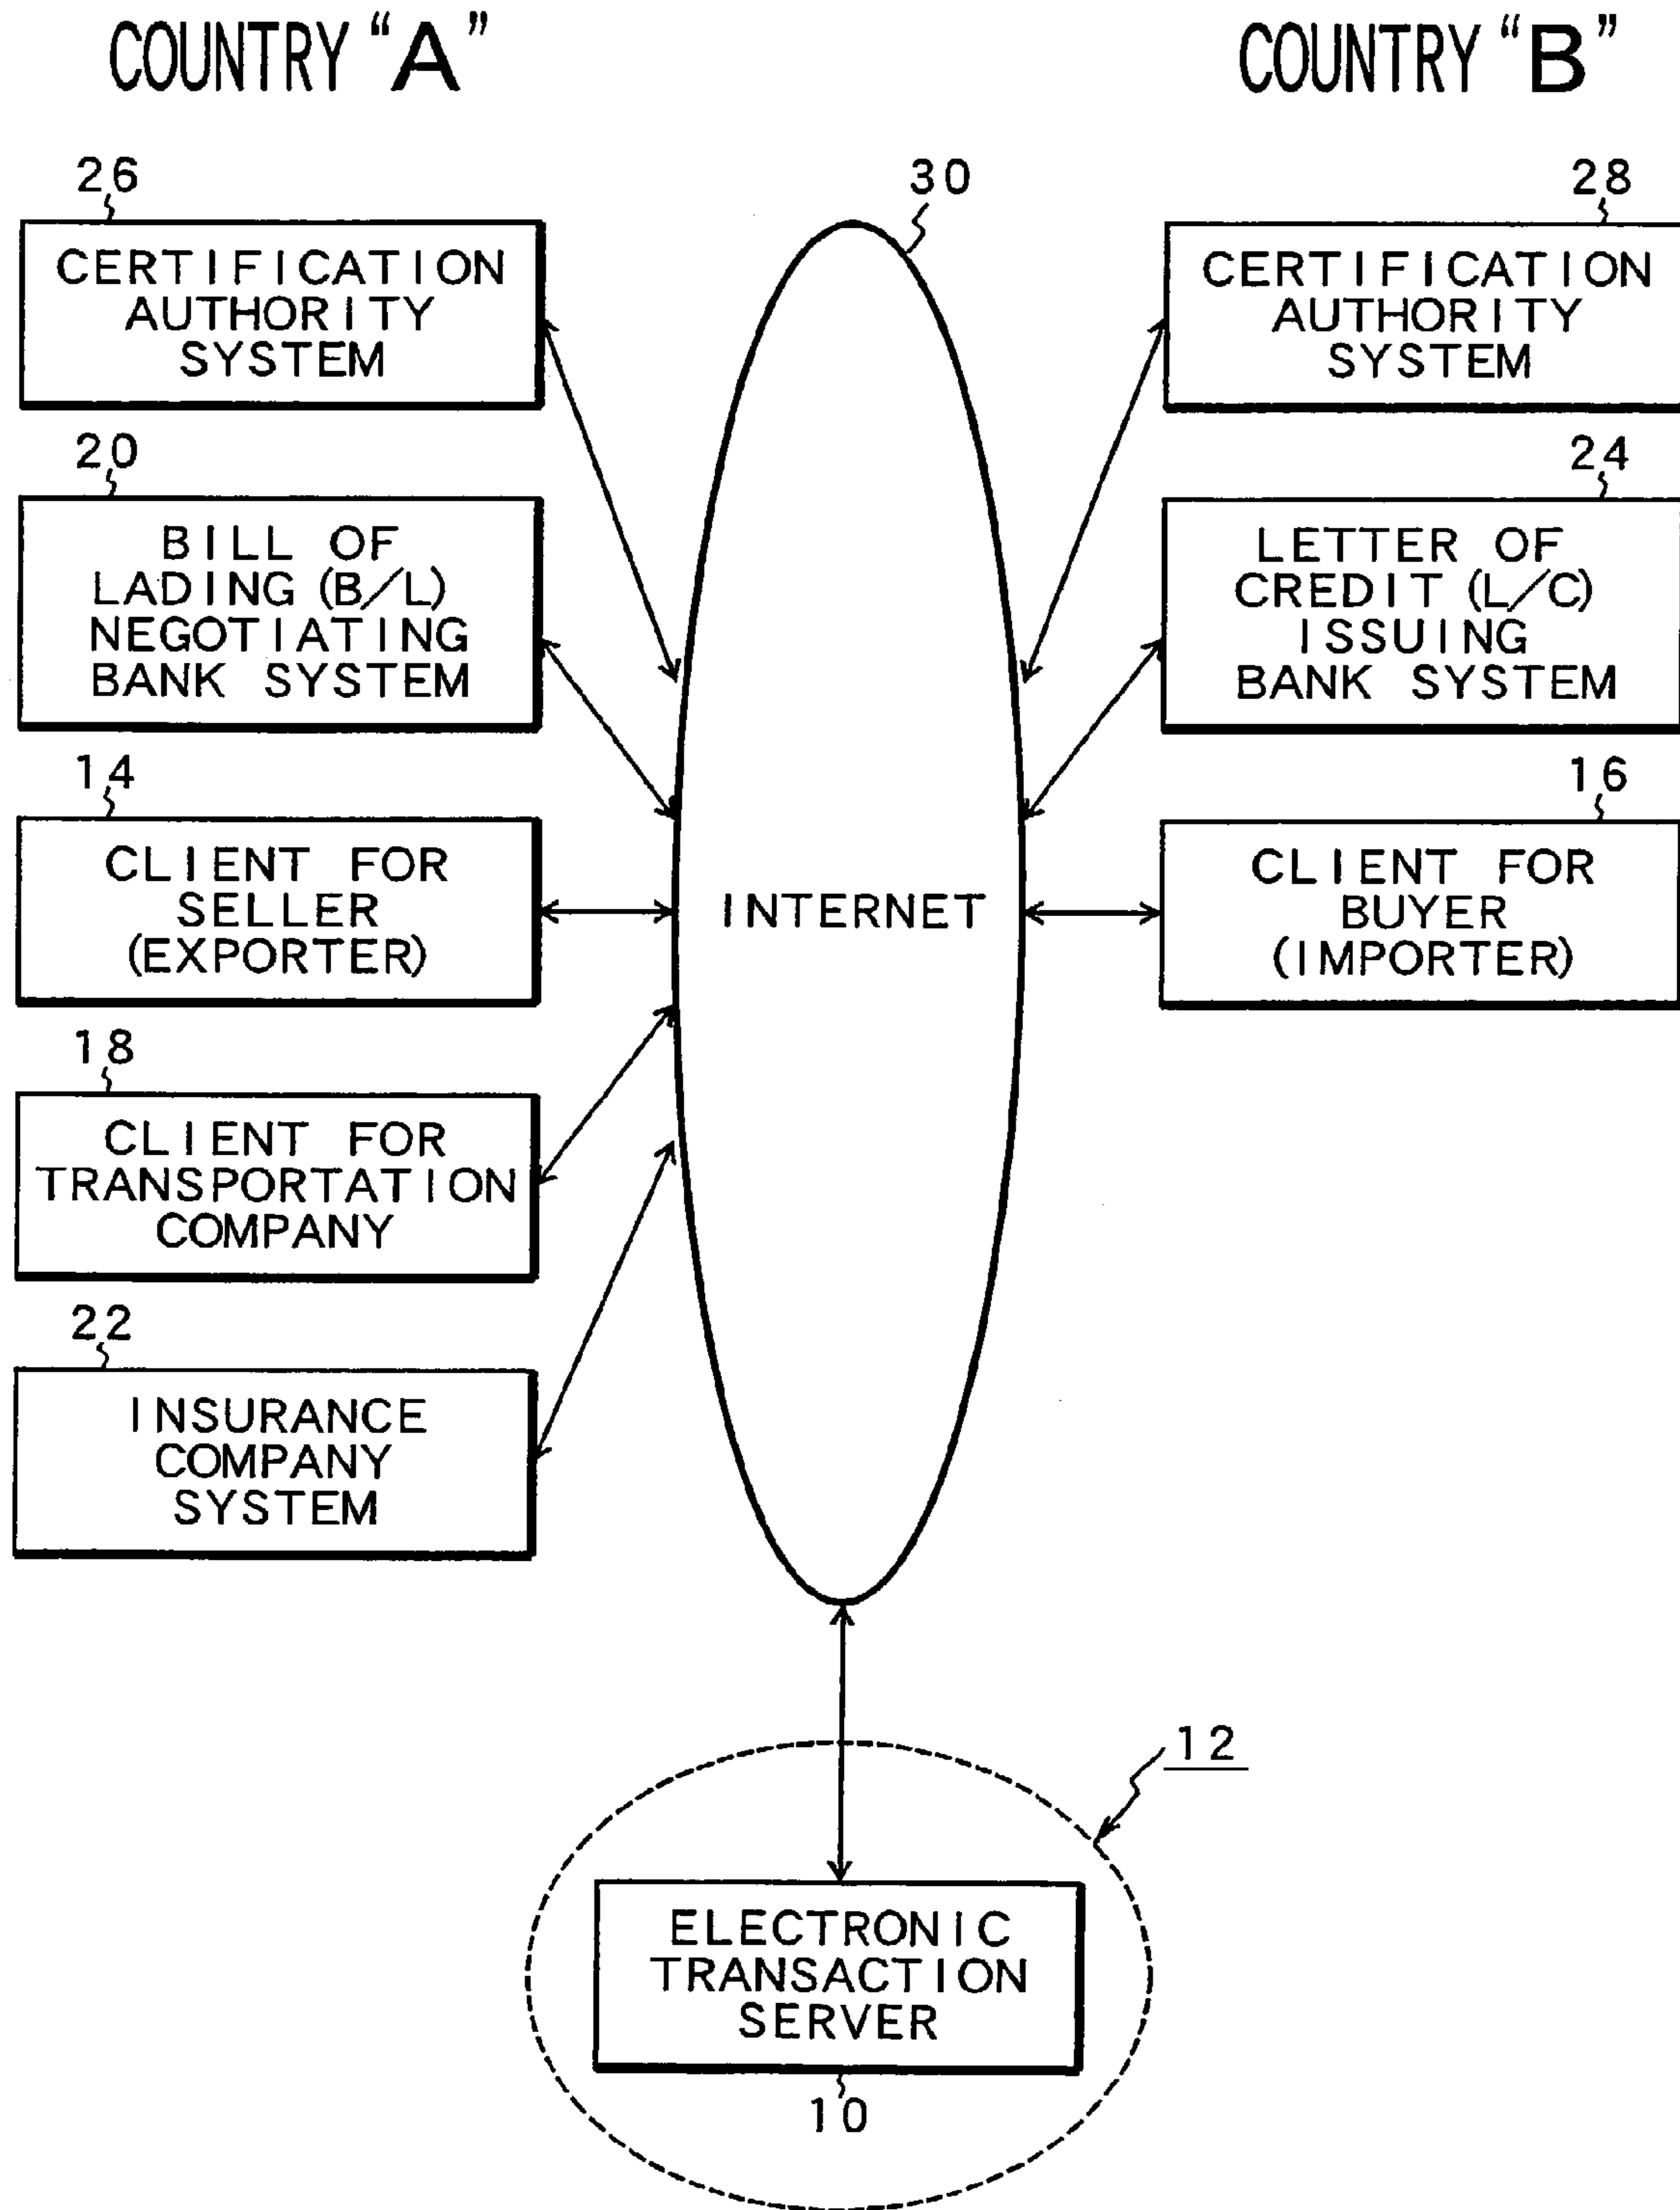 COUNTRY “A”
COUNTRY “B”
26
CERTIFICATION
AUTHORITY
SYSTEM
20
BILL OF
LADING (B/L)
NEGOTIATING
BANK SYSTEM
14
CLIENT FOR
SELLER
(EXPORTER)
18
CLIENT FOR
TRANSPORTATION
COMPANY
22
INSURANCE
COMPANY
SYSTEM
30
INTERNET
28
CERTIFICATION
AUTHORITY
SYSTEM
24
LETTER OF
CREDIT (L/C)
ISSUING
BANK SYSTEM
16
CLIENT FOR
BUYER
(IMPORTER)
12
ELECTRONIC
TRANSACTION
SERVER
10